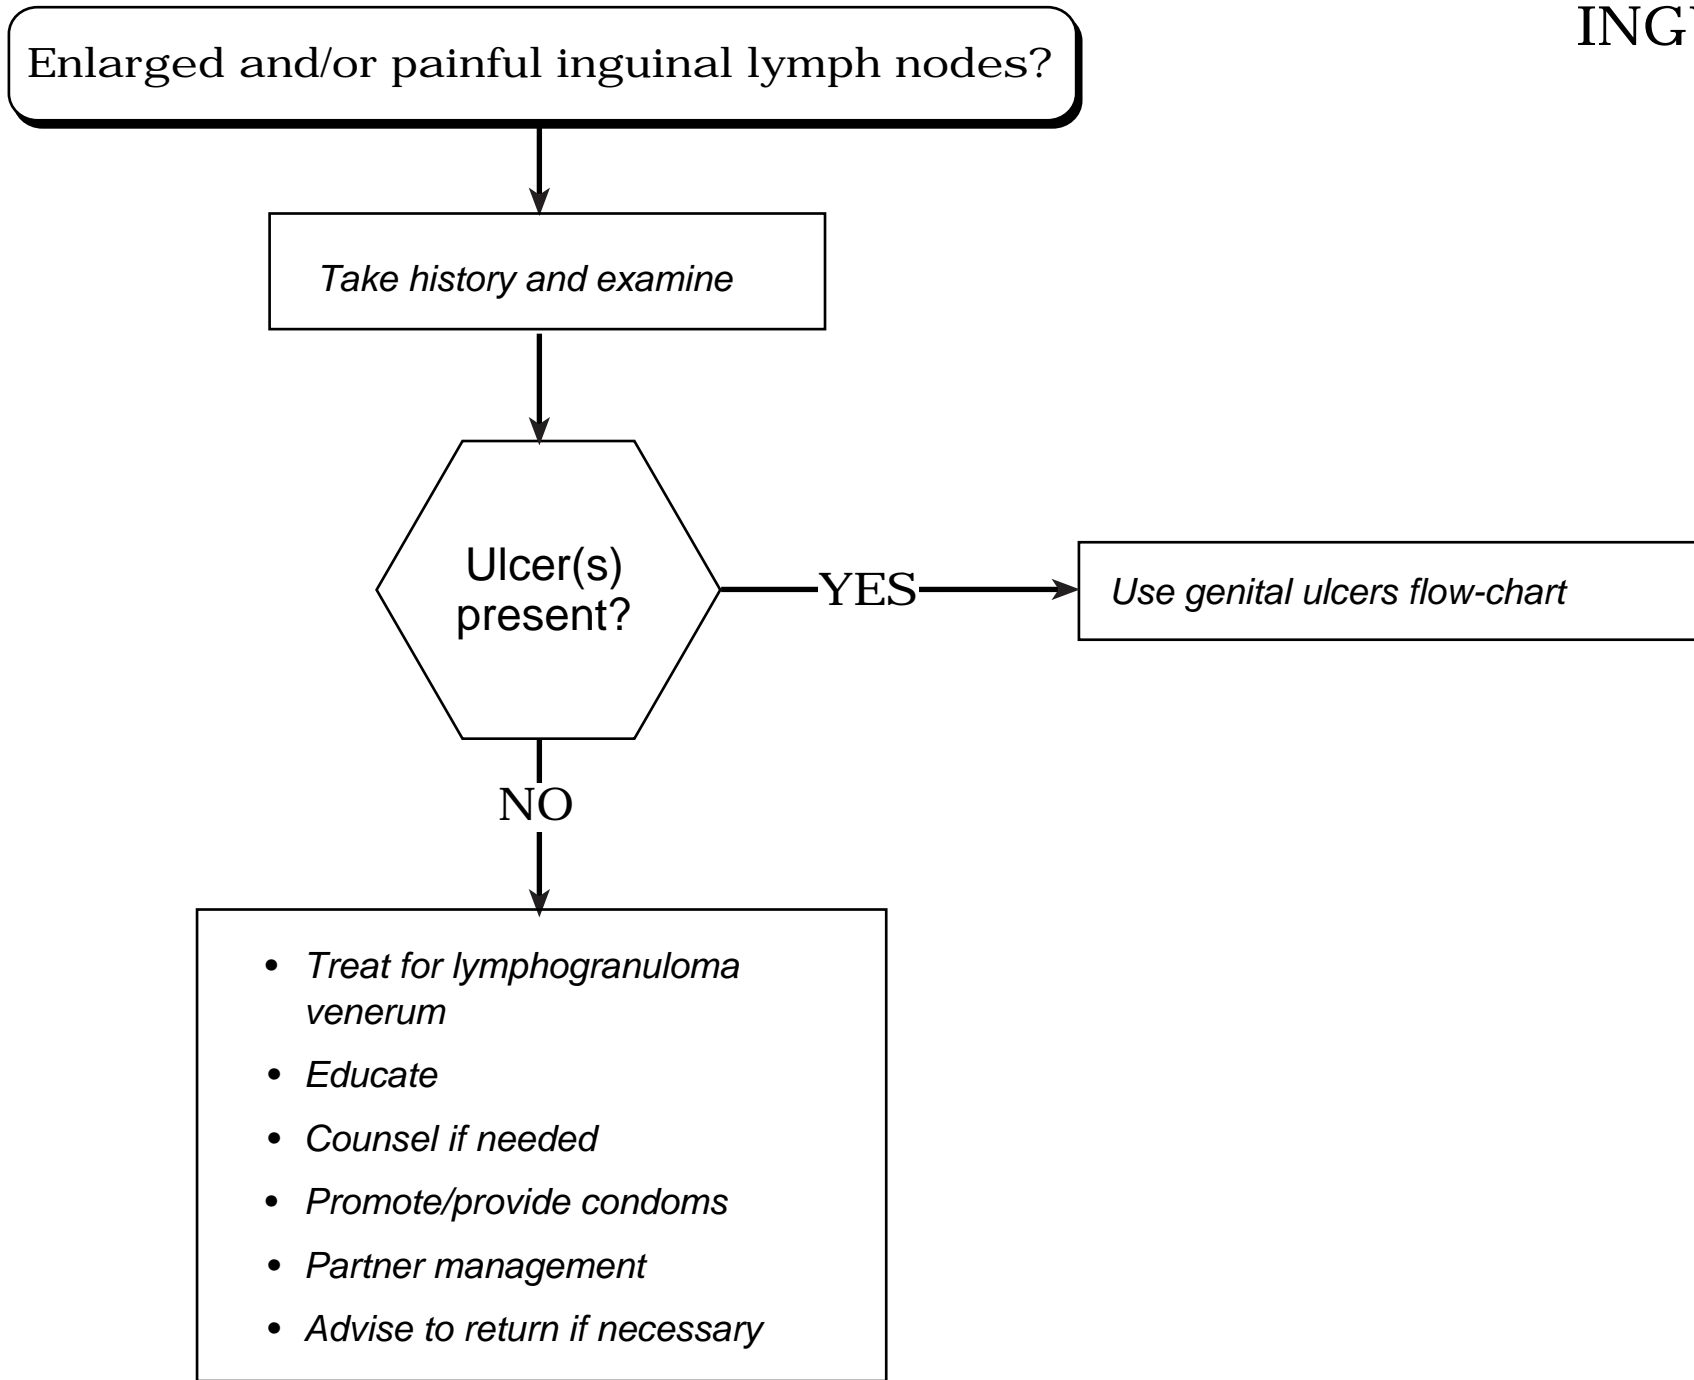 Enlarged and/or painful inguinal lymph nodes?
Take history and examine
Ulcer(s)
present?
YES
Use genital ulcers flow-chart
NO
• Treat for lymphogranuloma
venerum
• Educate
• Counsel if needed
• Promote/provide condoms
• Partner management
• Advise to return if necessary